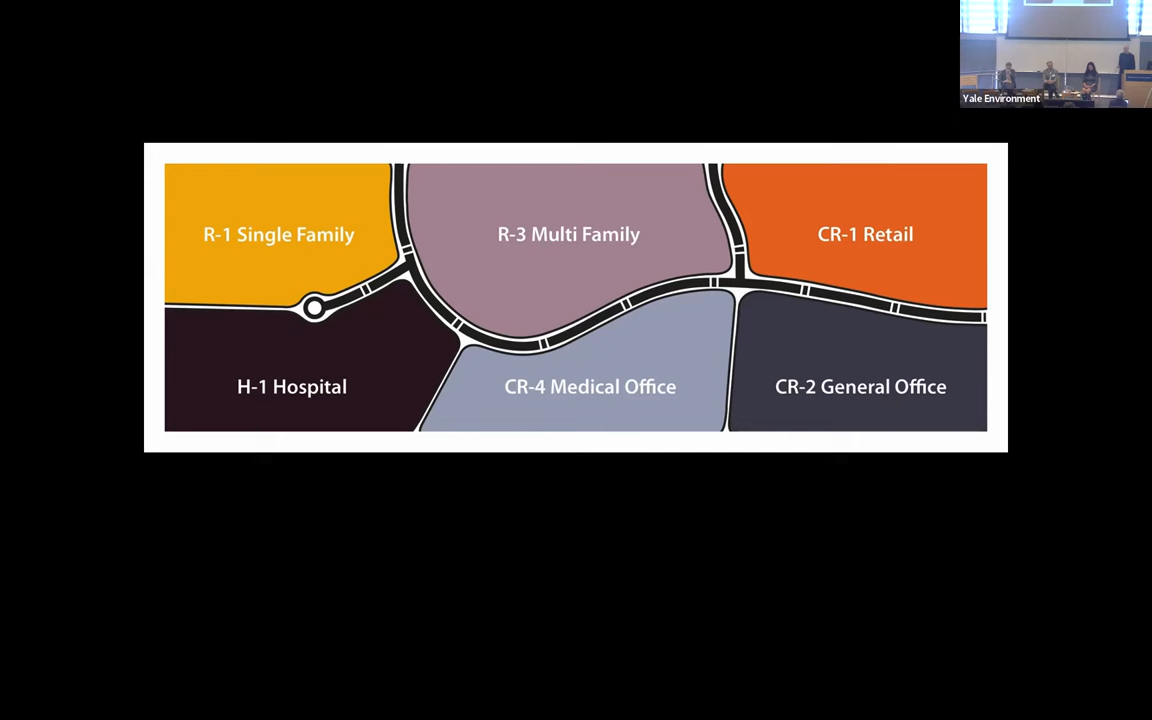 Yale Environment
R-1 Single Family
R-3 Multi Family
CR-1 Retail
H-1 Hospital
CR-4 Medical Office
CR-2 General Office